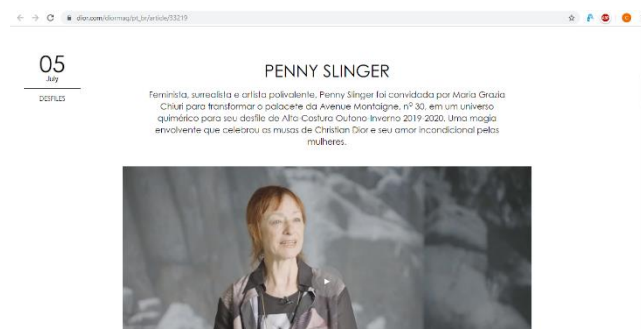 dior.com/diormag/pt_br/article/33219
05
July
DESFILES
PENNY SLINGER
Feminista, surrealista e artista polivalente, Penny Slinger foi convidada por Maria Grazia
Chiuri para transformar o palacete da Avenue Montaigne, nº 30, em um universo
quimérico para seu desfile de Alta-Costura Outono-Inverno 2019-2020. Uma magia
envolvente que celebrou as musas de Christian Dior e seu amor incondicional pelas
mulheres.